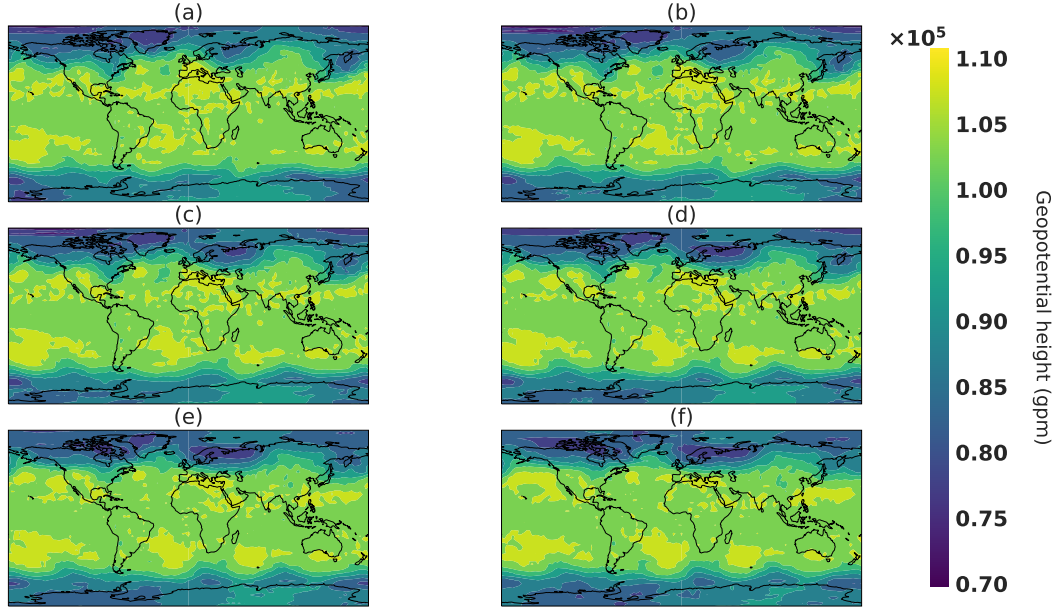 (a)
(b)
×10⁵
1.10
1.05
1.00
0.95
0.90
0.85
0.80
0.75
0.70
Geopotential height (gpm)
(c)
(d)
(e)
(f)